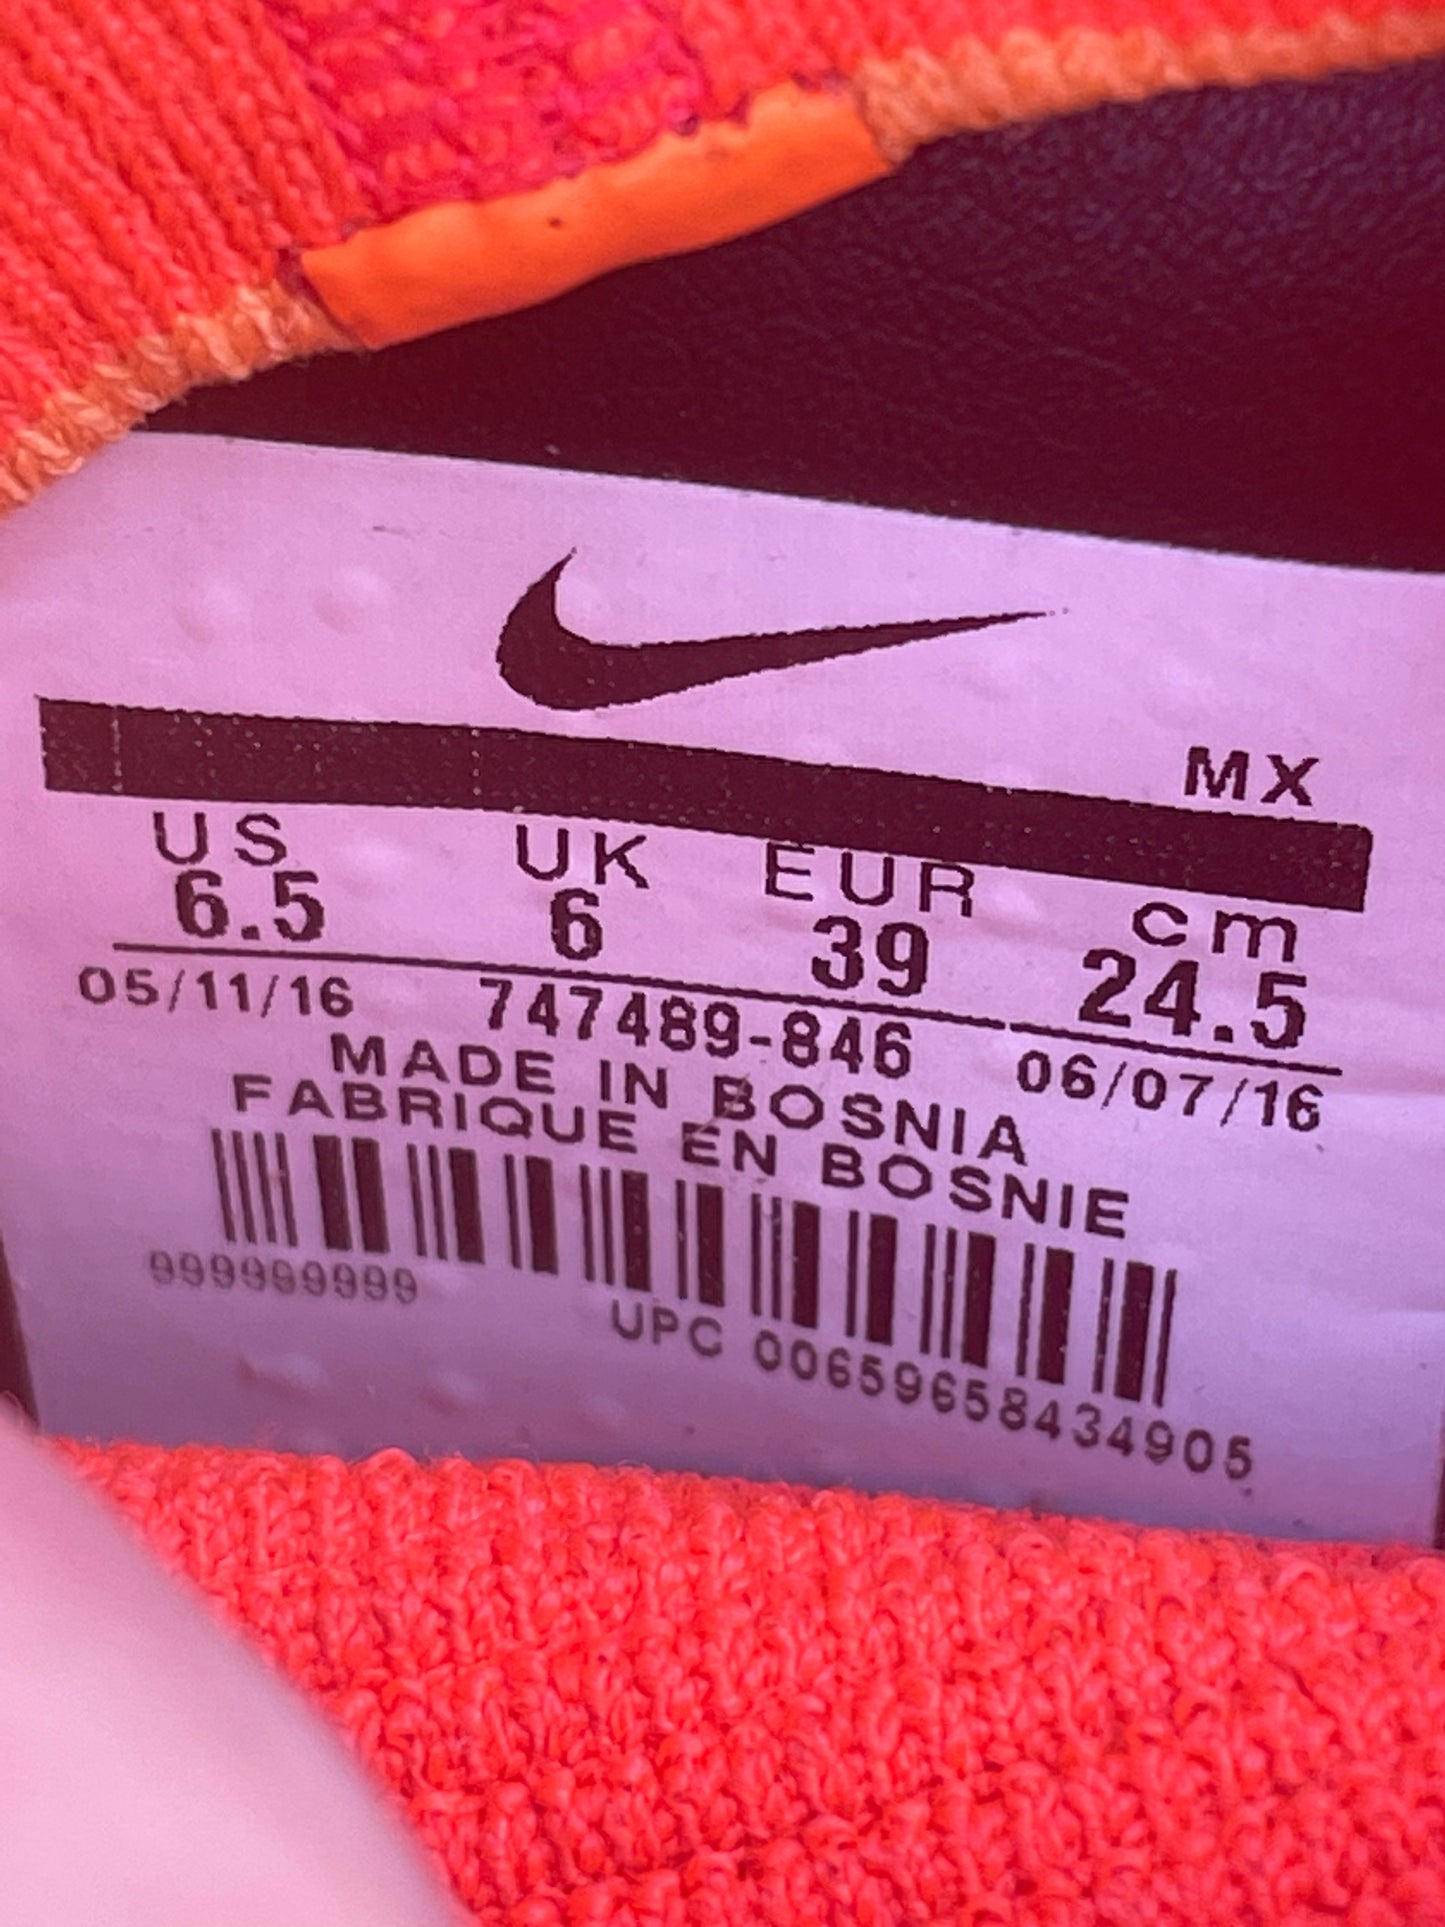 MX
US UK EUR cm
6.5 6 39 24.5
05/11/16 747489-846 06/07/16
MADE IN BOSNIA
FABRIQUE EN BOSNIE
999999999
UPC 00659658434905